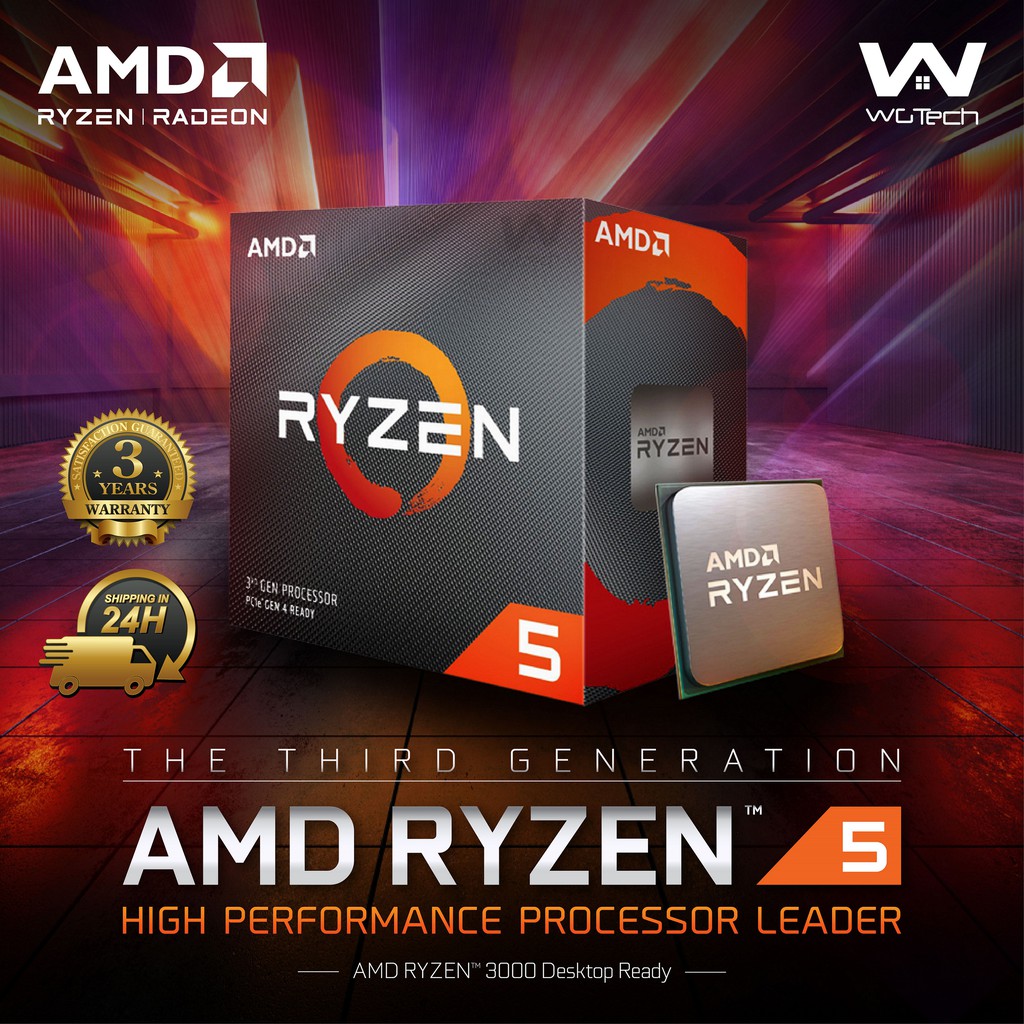 AMD
RYZEN | RADEON
WGTech
AMD
RYZEN
3RD GEN PROCESSOR
PCIe® GEN 4 READY
5
AMD
AMD
RYZEN
AMD
RYZEN
SATISFACTION GUARANTEED
3
YEARS
WARRANTY
SHIPPING IN
24H
THE THIRD GENERATION
AMD RYZEN™ 5
HIGH PERFORMANCE PROCESSOR LEADER
AMD RYZEN™ 3000 Desktop Ready